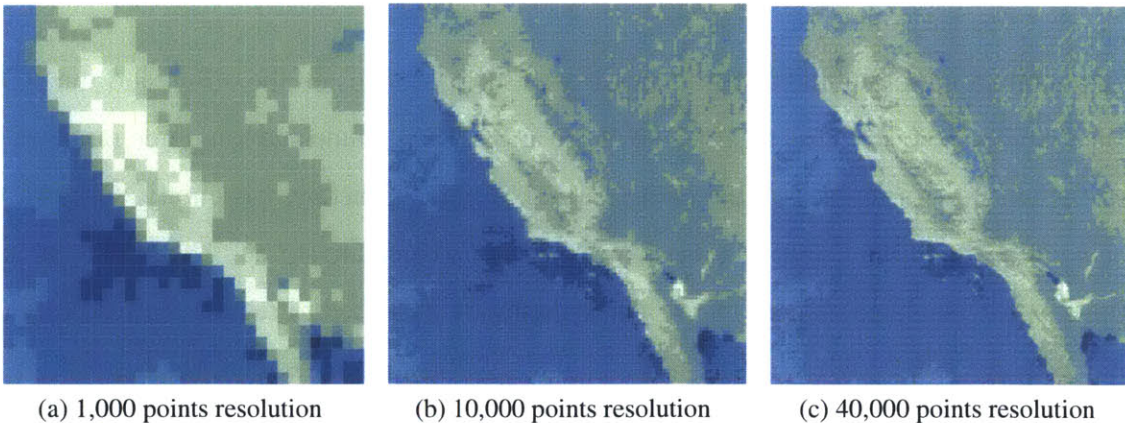 (a) 1,000 points resolution
(b) 10,000 points resolution
(c) 40,000 points resolution